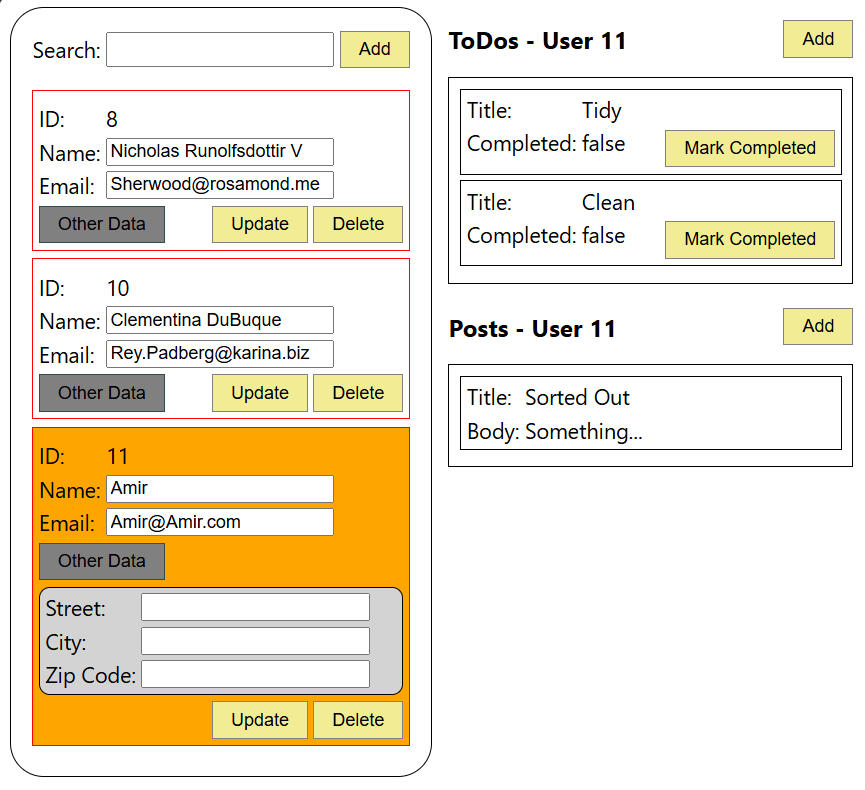 Search: Add
ID: 8
Name: Nicholas Runolfsdottir V
Email: Sherwood@rosamond.me
Other Data Update Delete
ID: 10
Name: Clementina DuBuque
Email: Rey.Padberg@karina.biz
Other Data Update Delete
ID: 11
Name: Amir
Email: Amir@Amir.com
Other Data
Street:
City:
Zip Code:
Update Delete
ToDos - User 11 Add
Title: Tidy
Completed: false Mark Completed
Title: Clean
Completed: false Mark Completed
Posts - User 11 Add
Title: Sorted Out
Body: Something...